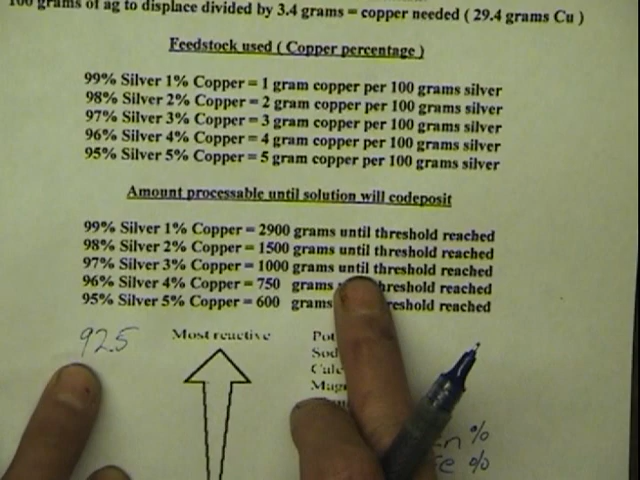 100 grams of ag to displace divided by 3.4 grams = copper needed ( 29.4 grams Cu )
Feedstock used ( Copper percentage )
99% Silver 1% Copper = 1 gram copper per 100 grams silver
98% Silver 2% Copper = 2 gram copper per 100 grams silver
97% Silver 3% Copper = 3 gram copper per 100 grams silver
96% Silver 4% Copper = 4 gram copper per 100 grams silver
95% Silver 5% Copper = 5 gram copper per 100 grams silver
Amount processable until solution will codeposit
99% Silver 1% Copper = 2900 grams until threshold reached
98% Silver 2% Copper = 1500 grams until threshold reached
97% Silver 3% Copper = 1000 grams until threshold reached
96% Silver 4% Copper = 750 grams threshold reached
95% Silver 5% Copper = 600 grams threshold reached
92.5
Most reactive
%
%